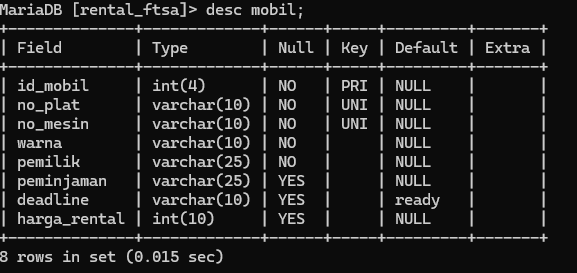 MariaDB [rental_ftsa]> desc mobil;
+--------------+-------------+------+-----+---------+-------+
| Field        | Type        | Null | Key | Default | Extra |
+--------------+-------------+------+-----+---------+-------+
| id_mobil     | int(4)      | NO   | PRI | NULL    |       |
| no_plat      | varchar(10) | NO   | UNI | NULL    |       |
| no_mesin     | varchar(10) | NO   | UNI | NULL    |       |
| warna        | varchar(10) | NO   |     | NULL    |       |
| pemilik      | varchar(25) | NO   |     | NULL    |       |
| peminjaman   | varchar(25) | YES  |     | NULL    |       |
| deadline     | varchar(10) | YES  |     | ready   |       |
| harga_rental | int(10)     | YES  |     | NULL    |       |
+--------------+-------------+------+-----+---------+-------+
8 rows in set (0.015 sec)